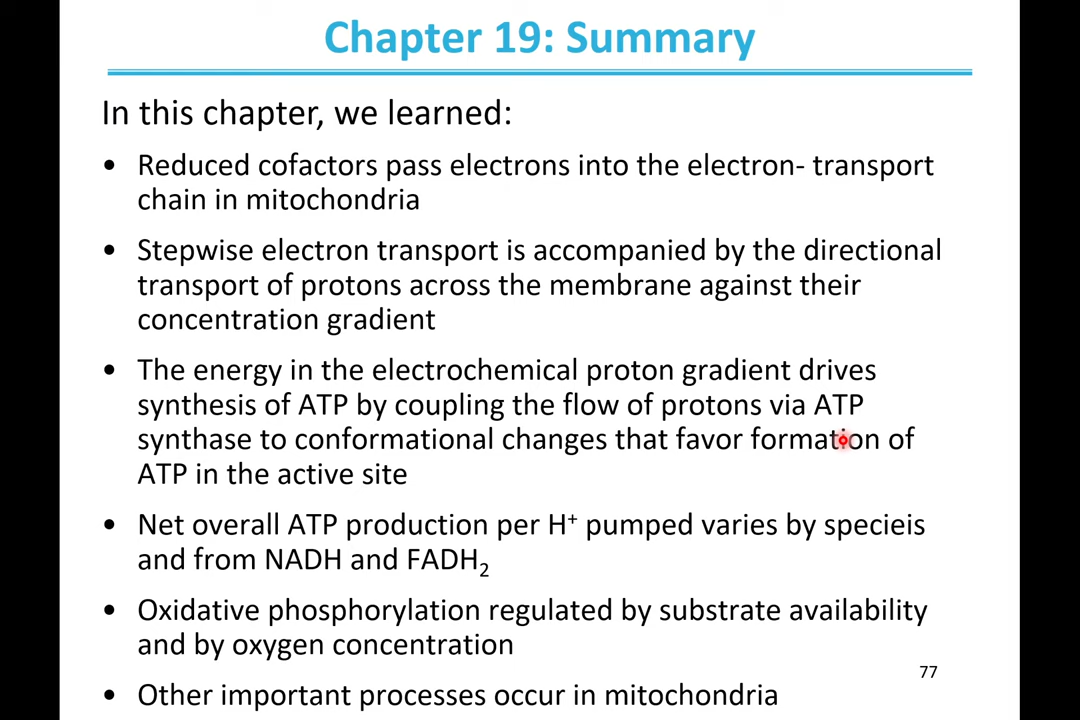 Chapter 19: Summary
In this chapter, we learned:
• Reduced cofactors pass electrons into the electron- transport
chain in mitochondria
• Stepwise electron transport is accompanied by the directional
transport of protons across the membrane against their
concentration gradient
• The energy in the electrochemical proton gradient drives
synthesis of ATP by coupling the flow of protons via ATP
synthase to conformational changes that favor formation of
ATP in the active site
• Net overall ATP production per H⁺ pumped varies by specieis
and from NADH and FADH₂
• Oxidative phosphorylation regulated by substrate availability
and by oxygen concentration
77
• Other important processes occur in mitochondria